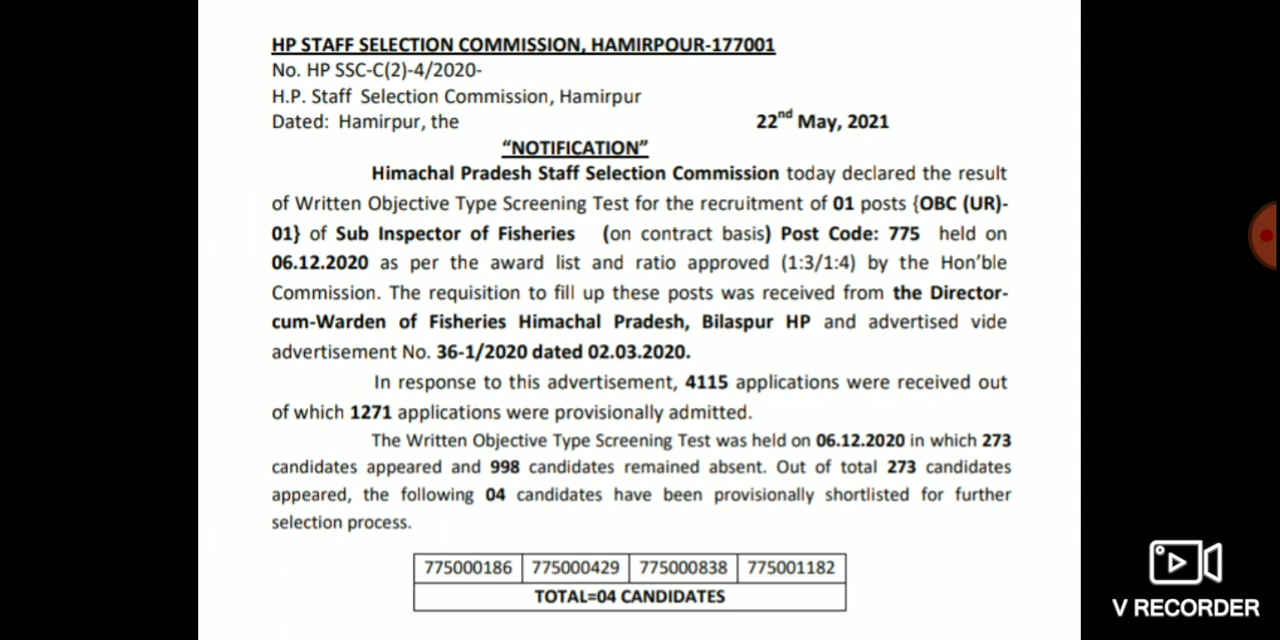 HP STAFF SELECTION COMMISSION, HAMIRPOUR-177001
No. HP SSC-C(2)-4/2020-
H.P. Staff Selection Commission, Hamirpur
Dated: Hamirpur, the 22nd May, 2021
“NOTIFICATION”
Himachal Pradesh Staff Selection Commission today declared the result
of Written Objective Type Screening Test for the recruitment of 01 posts {OBC (UR)-
01} of Sub Inspector of Fisheries (on contract basis) Post Code: 775 held on
06.12.2020 as per the award list and ratio approved (1:3/1:4) by the Hon’ble
Commission. The requisition to fill up these posts was received from the Director-
cum-Warden of Fisheries Himachal Pradesh, Bilaspur HP and advertised vide
advertisement No. 36-1/2020 dated 02.03.2020.
In response to this advertisement, 4115 applications were received out
of which 1271 applications were provisionally admitted.
The Written Objective Type Screening Test was held on 06.12.2020 in which 273
candidates appeared and 998 candidates remained absent. Out of total 273 candidates
appeared, the following 04 candidates have been provisionally shortlisted for further
selection process.
775000186 775000429 775000838 775001182
TOTAL=04 CANDIDATES
V RECORDER